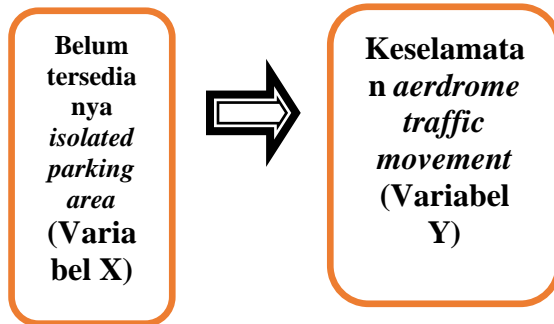 Belum
tersedia
nya
isolated
parking
area
(Varia
bel X)
Keselamata
n aerdrome
traffic
movement
(Variabel
Y)